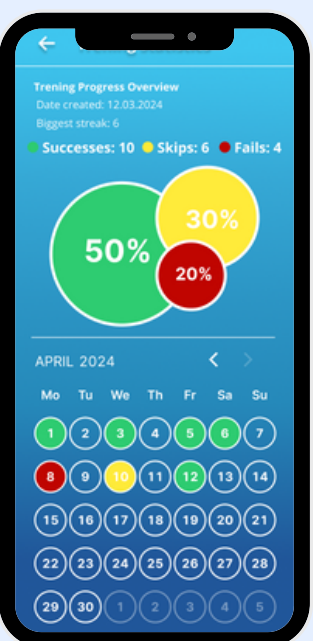 Trening Progress Overview
Date created: 12.03.2024
Biggest streak: 6
Successes: 10 Skips: 6 Fails: 4
50%
30%
20%
APRIL 2024
Mo Tu We Th Fr Sa Su
1 2 3 4 5 6 7
8 9 10 11 12 13 14
15 16 17 18 19 20 21
22 23 24 25 26 27 28
29 30 1 2 3 4 5